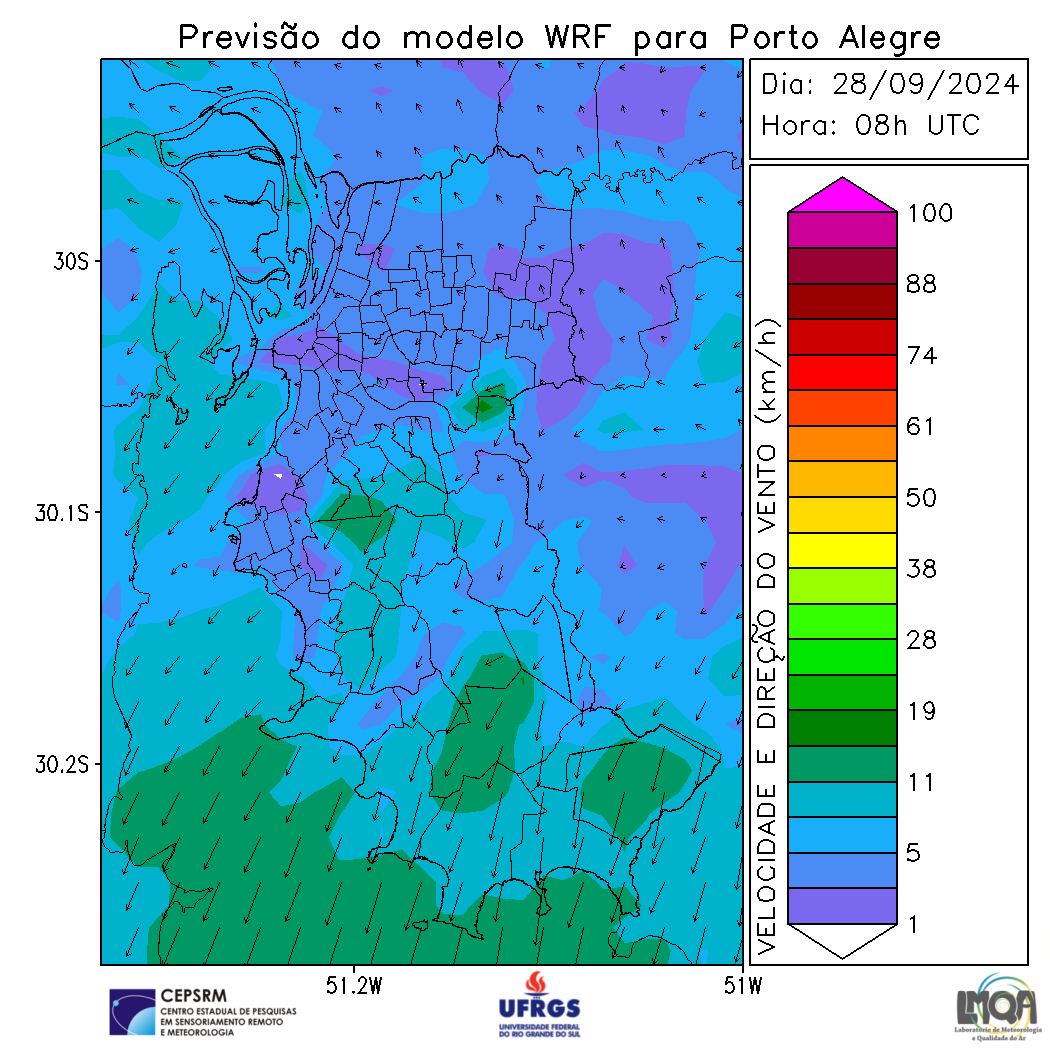 Previsão do modelo WRF para Porto Alegre
Dia: 28/09/2024
Hora: 08h UTC
30S
30.1S
30.2S
51.2W
51W
VELOCIDADE E DIREÇÃO DO VENTO (km/h)
100
88
74
61
50
38
28
19
11
5
1
CEPSRM
CENTRO ESTADUAL DE PESQUISAS
EM SENSORIAMENTO REMOTO
E METEOROLOGIA
UFRGS
UNIVERSIDADE FEDERAL
DO RIO GRANDE DO SUL
LMQA
Laboratório de Meteorologia
e Qualidade do Ar